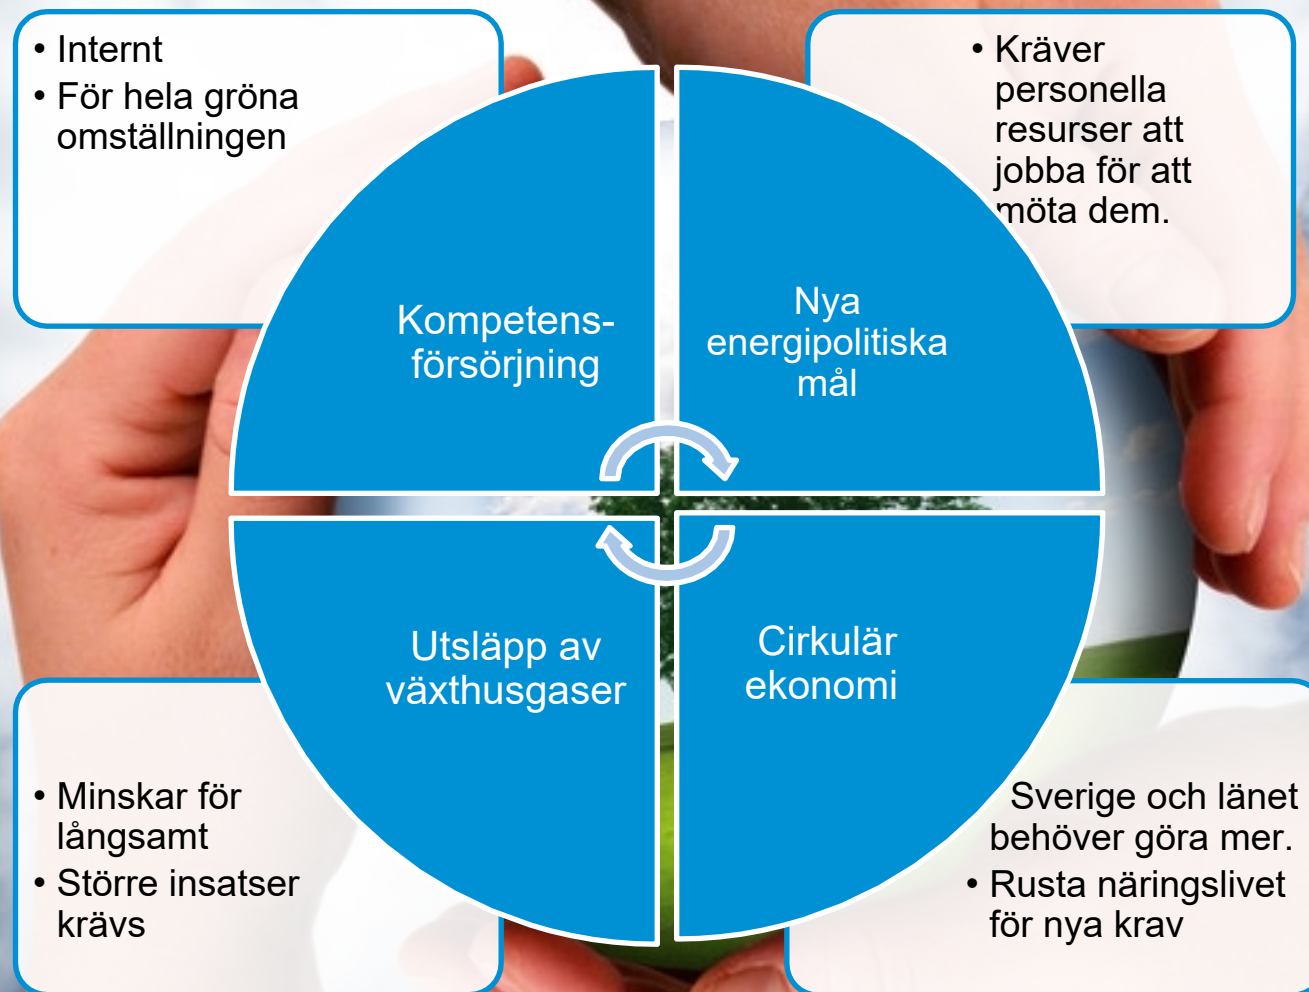 • Internt
• För hela gröna
omställningen
• Kräver
personella
resurser att
jobba för att
möta dem.
Kompetens-
försörjning
Nya
energipolitiska
mål
Utsläpp av
växthusgaser
Cirkulär
ekonomi
• Minskar för
långsamt
• Större insatser
krävs
Sverige och länet
behöver göra mer.
• Rusta näringslivet
för nya krav